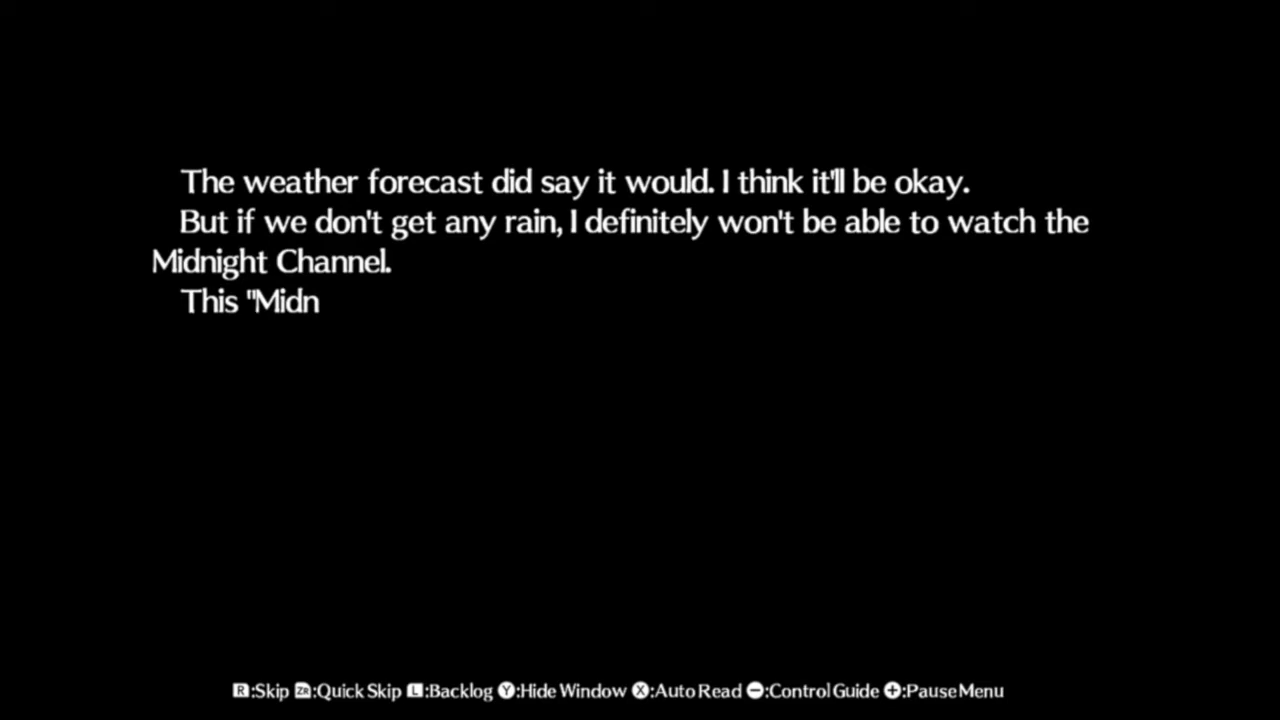 The weather forecast did say it would. I think it'll be okay.
But if we don't get any rain, I definitely won't be able to watch the
Midnight Channel.
This "Midn
R:Skip ZR:Quick Skip L:Backlog Y:Hide Window X:Auto Read -:Control Guide +:Pause Menu